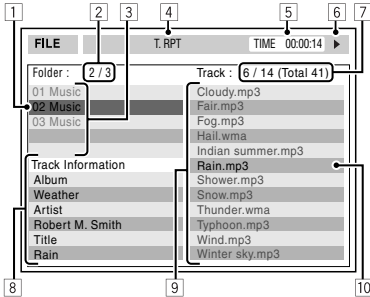 1 2 3 4 5 6 7
FILE T. RPT TIME 00:00:14
Folder : 2 / 3 Track : 6 / 14 (Total 41)
01 Music
02 Music
03 Music
Track Information
Album
Weather
Artist
Robert M. Smith
Title
Rain
Cloudy.mp3
Fair.mp3
Fog.mp3
Hail.wma
Indian summer.mp3
Rain.mp3
Shower.mp3
Snow.mp3
Thunder.wma
Typhoon.mp3
Wind.mp3
Winter sky.mp3
8 9 10